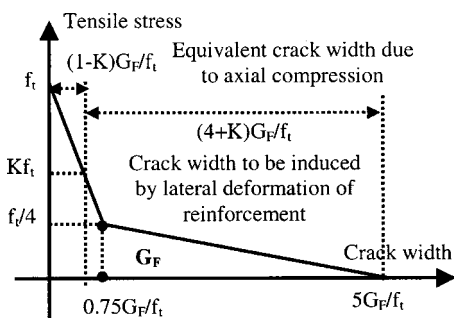 Tensile stress
(1-K)G_F/f_t
Equivalent crack width due
to axial compression
f_t
(4+K)G_F/f_t
Kf_t
Crack width to be induced
by lateral deformation of
reinforcement
f_t/4
G_F
Crack width
0.75G_F/f_t
5G_F/f_t